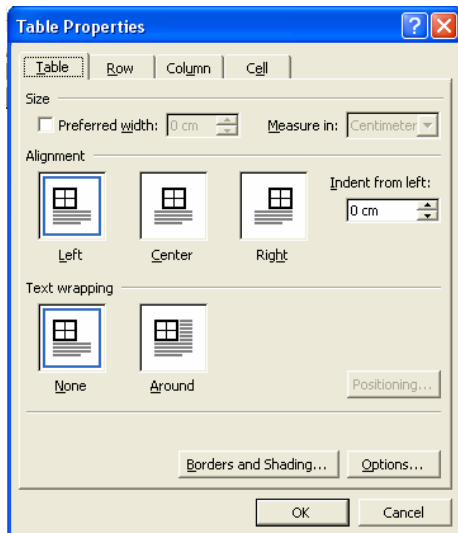 Table Properties
Table Row Column Cell
Size
Preferred width: 0 cm Measure in: Centimeter
Alignment
Indent from left:
0 cm
Left Center Right
Text wrapping
None Around
Positioning...
Borders and Shading... Options...
OK Cancel